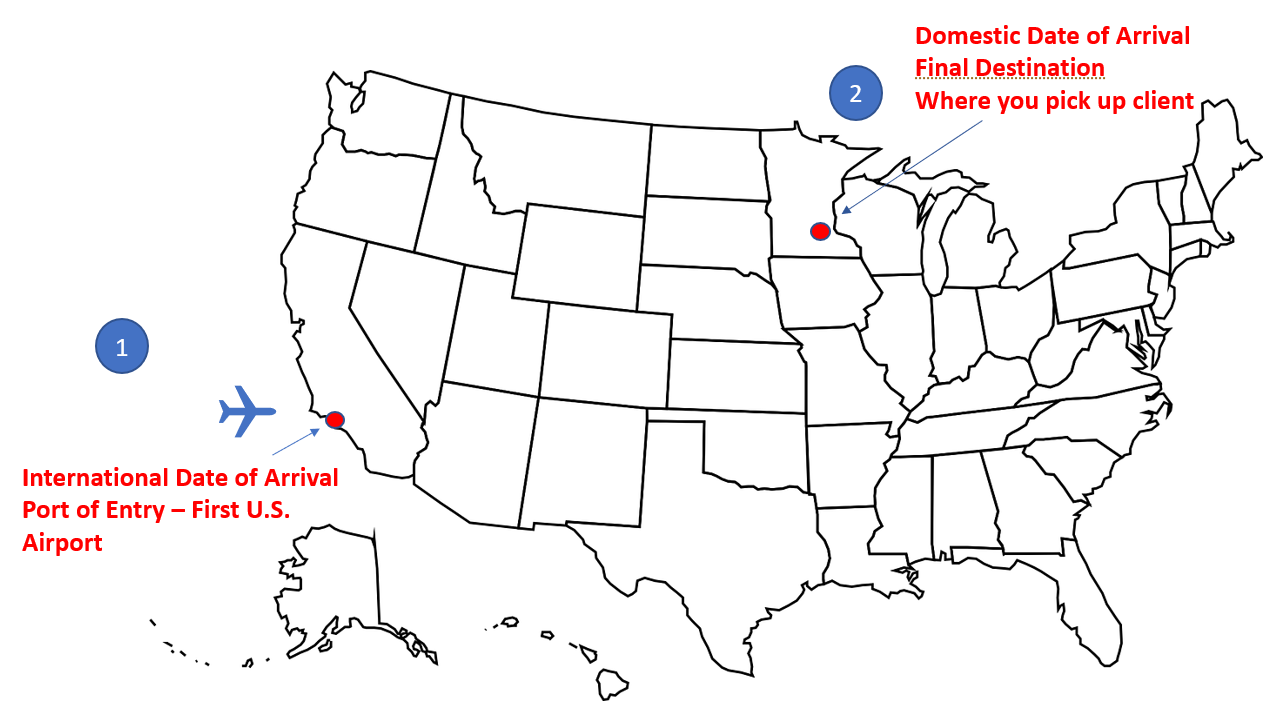 Domestic Date of Arrival
Final Destination
Where you pick up client
2
1
International Date of Arrival
Port of Entry – First U.S.
Airport